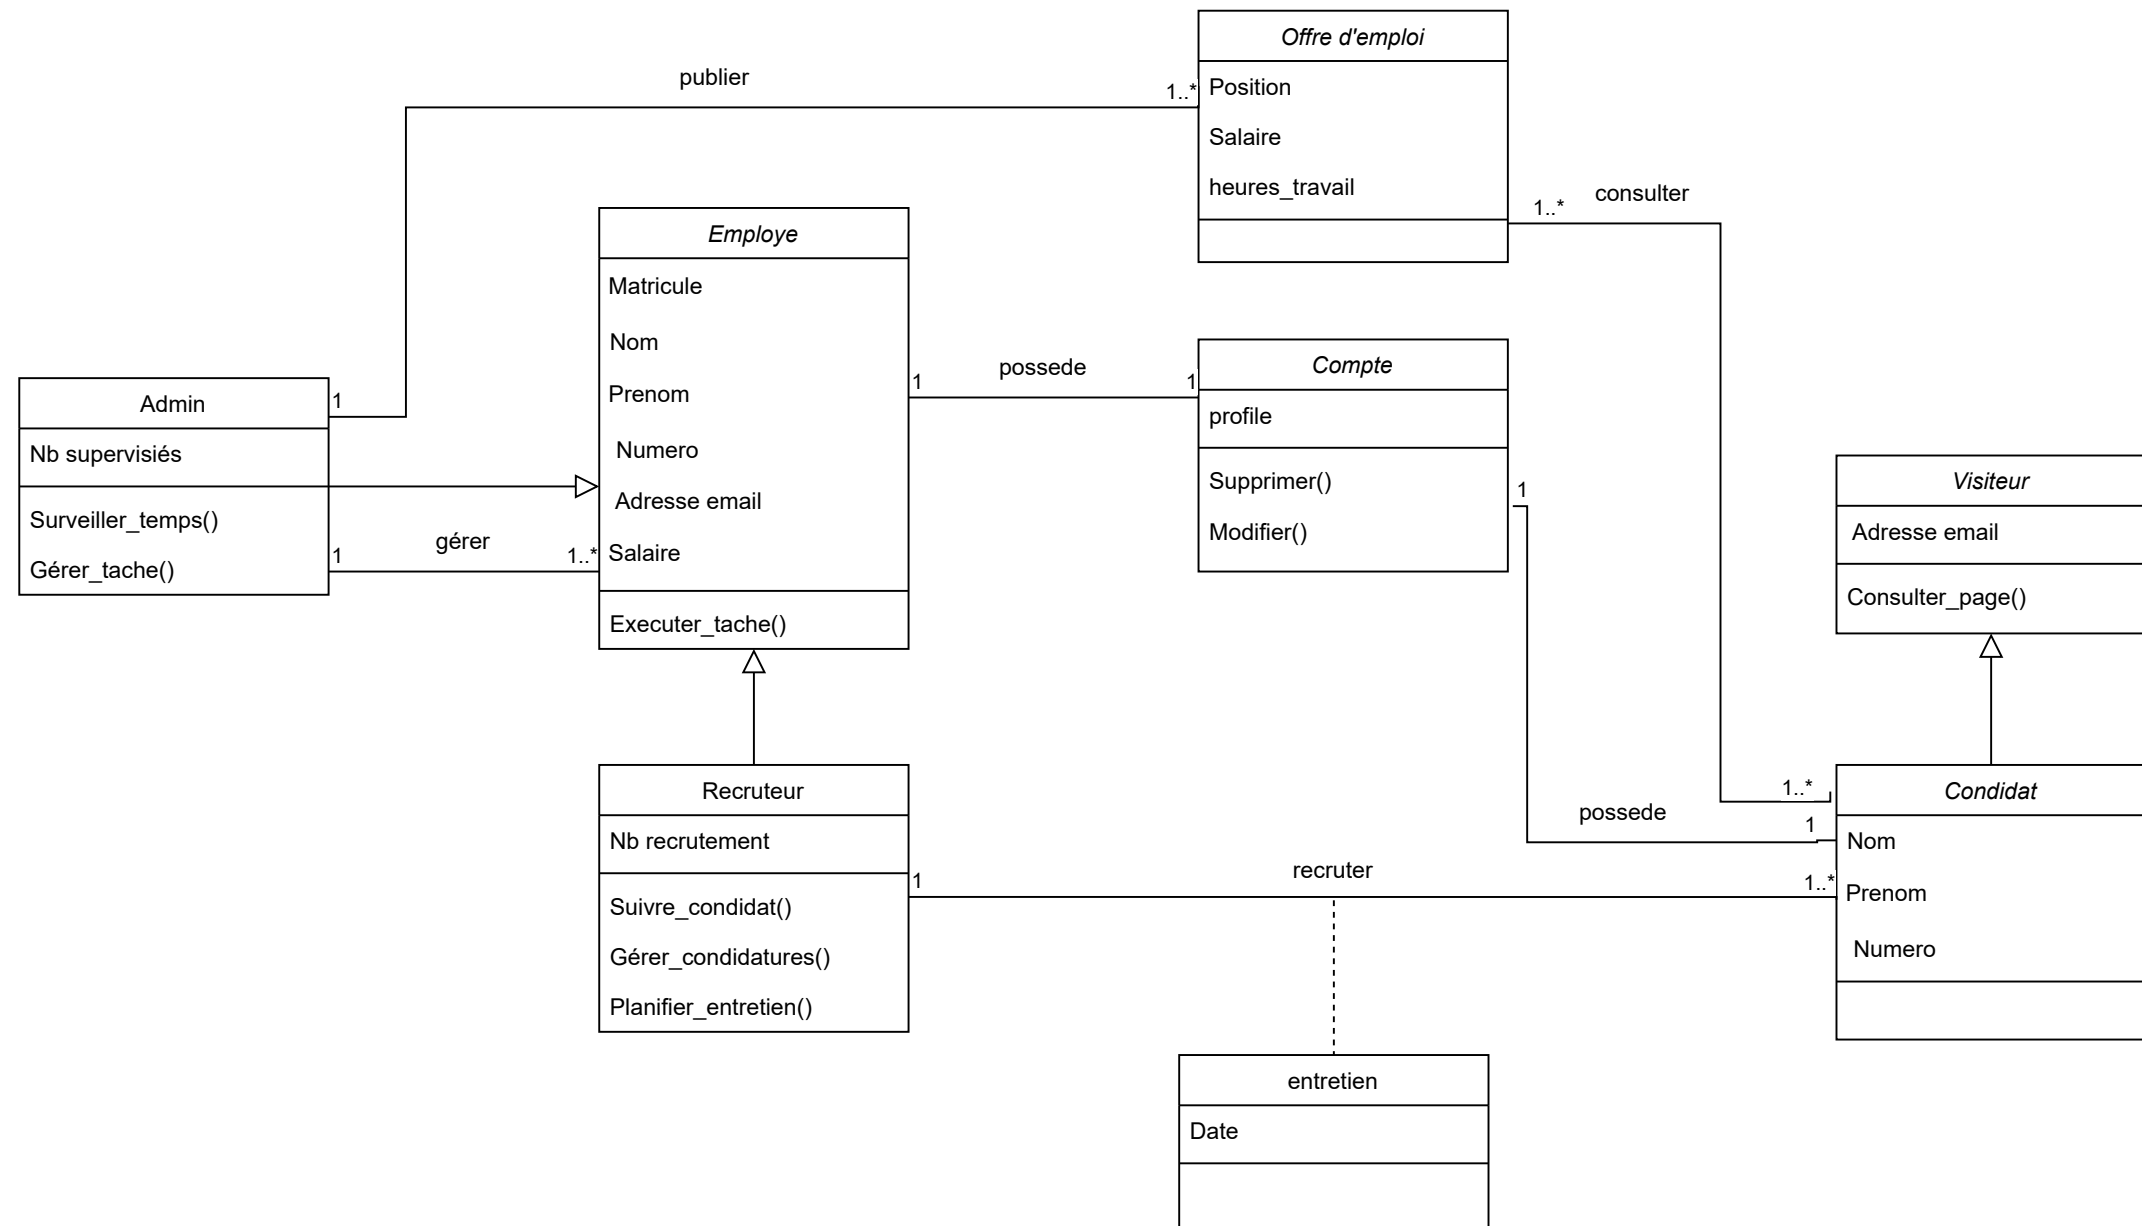 Offre d'emploi
Position
Salaire
heures_travail
publier
1..*
1
consulter
1..*
1..*
Employe
Matricule
Nom
Prenom
Numero
Adresse email
Salaire
Executer_tache()
Admin
Nb supervisiés
Surveiller_temps()
Gérer_tache()
gérer
1
1..*
possede
1
1
Compte
profile
Supprimer()
Modifier()
1
possede
1
Visiteur
Adresse email
Consulter_page()
Condidat
Nom
Prenom
Numero
Recruteur
Nb recrutement
Suivre_condidat()
Gérer_condidatures()
Planifier_entretien()
recruter
1
1..*
entretien
Date